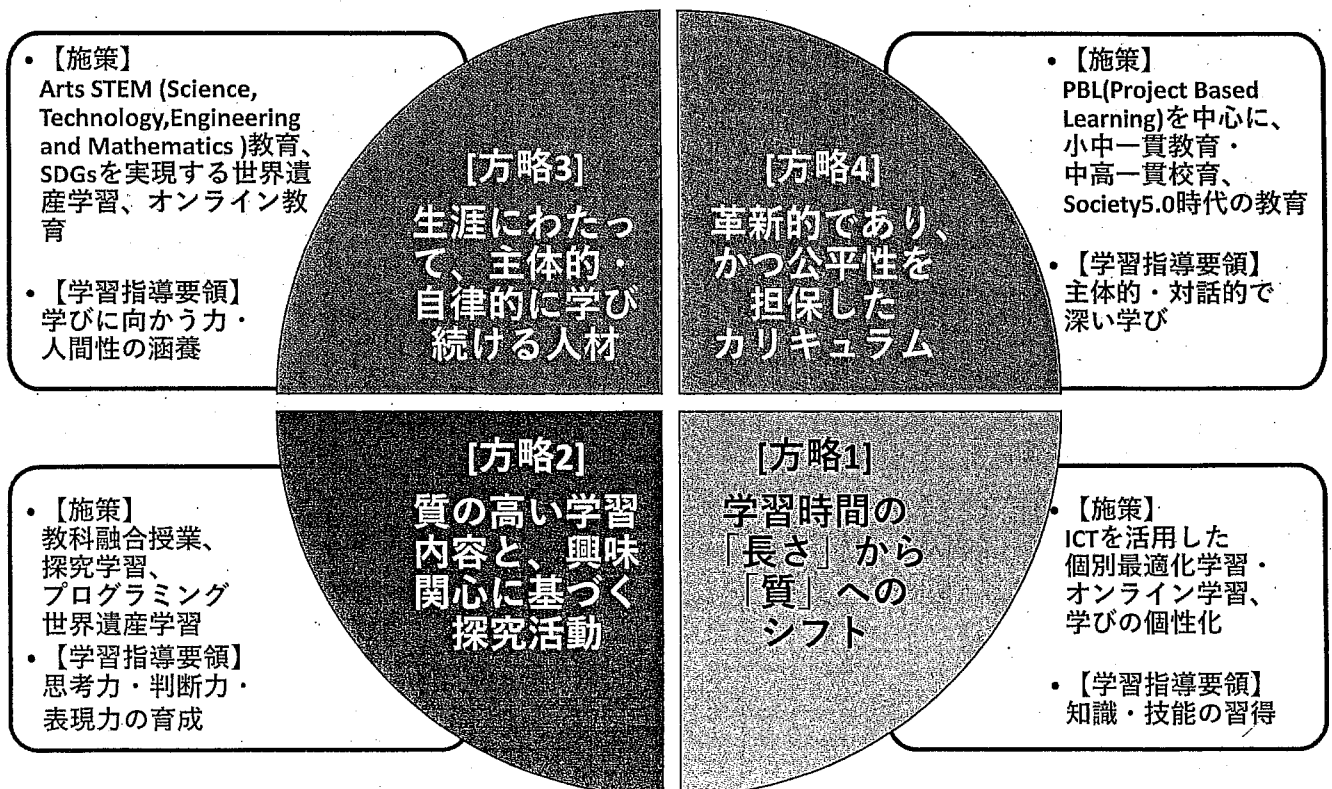 • 【施策】
Arts STEM (Science,
Technology,Engineering
and Mathematics )教育、
SDGsを実現する世界遺
産学習、オンライン教
育
• 【学習指導要領】
学びに向かう力・
人間性の涵養
[方略3]
生涯にわたっ
て、主体的・
自律的に学び
続ける人材
[方略4]
革新的であり、
かつ公平性を
担保した
カリキュラム
• 【施策】
PBL(Project Based
Learning)を中心に、
小中一貫教育・
中高一貫校育、
Society5.0時代の教育
• 【学習指導要領】
主体的・対話的で
深い学び
• 【施策】
教科融合授業、
探究学習、
プログラミング
世界遺産学習
• 【学習指導要領】
思考力・判断力・
表現力の育成
[方略2]
質の高い学習
内容と、興味
関心に基づく
探究活動
[方略1]
学習時間の
「長さ」から
「質」への
シフト
• 【施策】
ICTを活用した
個別最適化学習・
オンライン学習、
学びの個性化
• 【学習指導要領】
知識・技能の習得